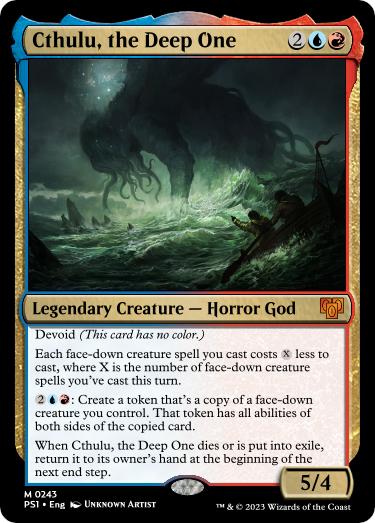 Cthulu, the Deep One 2
Legendary Creature — Horror God
Devoid (This card has no color.)
Each face-down creature spell you cast costs X less to
cast, where X is the number of face-down creature
spells you've cast this turn.
2: Create a token that's a copy of a face-down
creature you control. That token has all abilities of
both sides of the copied card.
When Cthulu, the Deep One dies or is put into exile,
return it to its owner's hand at the beginning of the
next end step.
5/4
M 0243
PS1 • Eng Unknown Artist
™ & © 2023 Wizards of the Coast